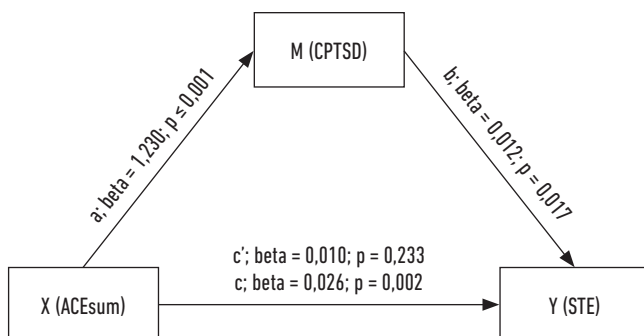 M (CPTSD)
a; beta = 1,230; p ≤ 0,001
b; beta = 0,012; p = 0,017
c’; beta = 0,010; p = 0,233
c; beta = 0,026; p = 0,002
X (ACEsum)
Y (STE)